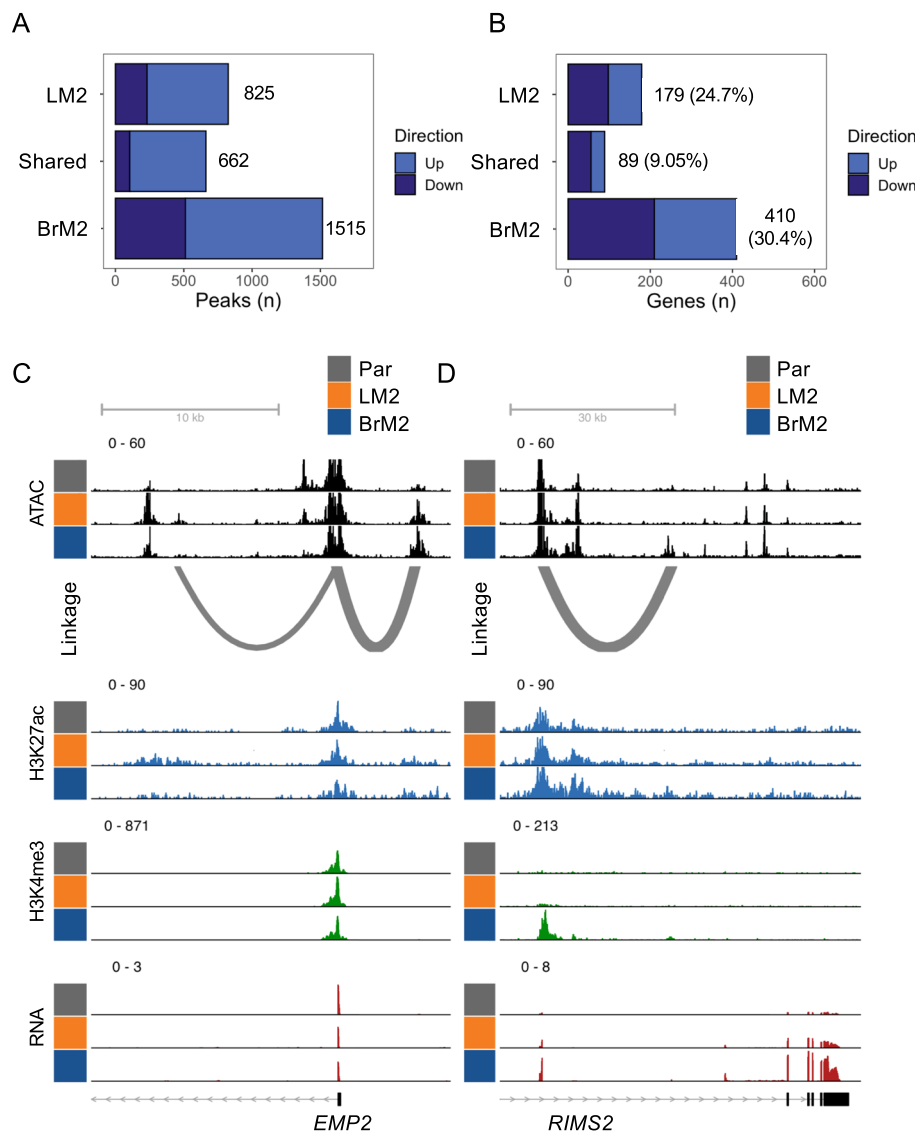 A
LM2
825
Shared
662
BrM2
1515
0 500 1000 1500
Peaks (n)
Direction
Up
Down
B
LM2
179 (24.7%)
Shared
89 (9.05%)
BrM2
410
(30.4%)
0 200 400 600
Genes (n)
Direction
Up
Down
C
Par
LM2
BrM2
10 kb
0 - 60
ATAC
Linkage
0 - 90
H3K27ac
0 - 871
H3K4me3
0 - 3
RNA
EMP2
D
Par
LM2
BrM2
30 kb
0 - 60
Linkage
0 - 90
0 - 213
0 - 8
RIMS2